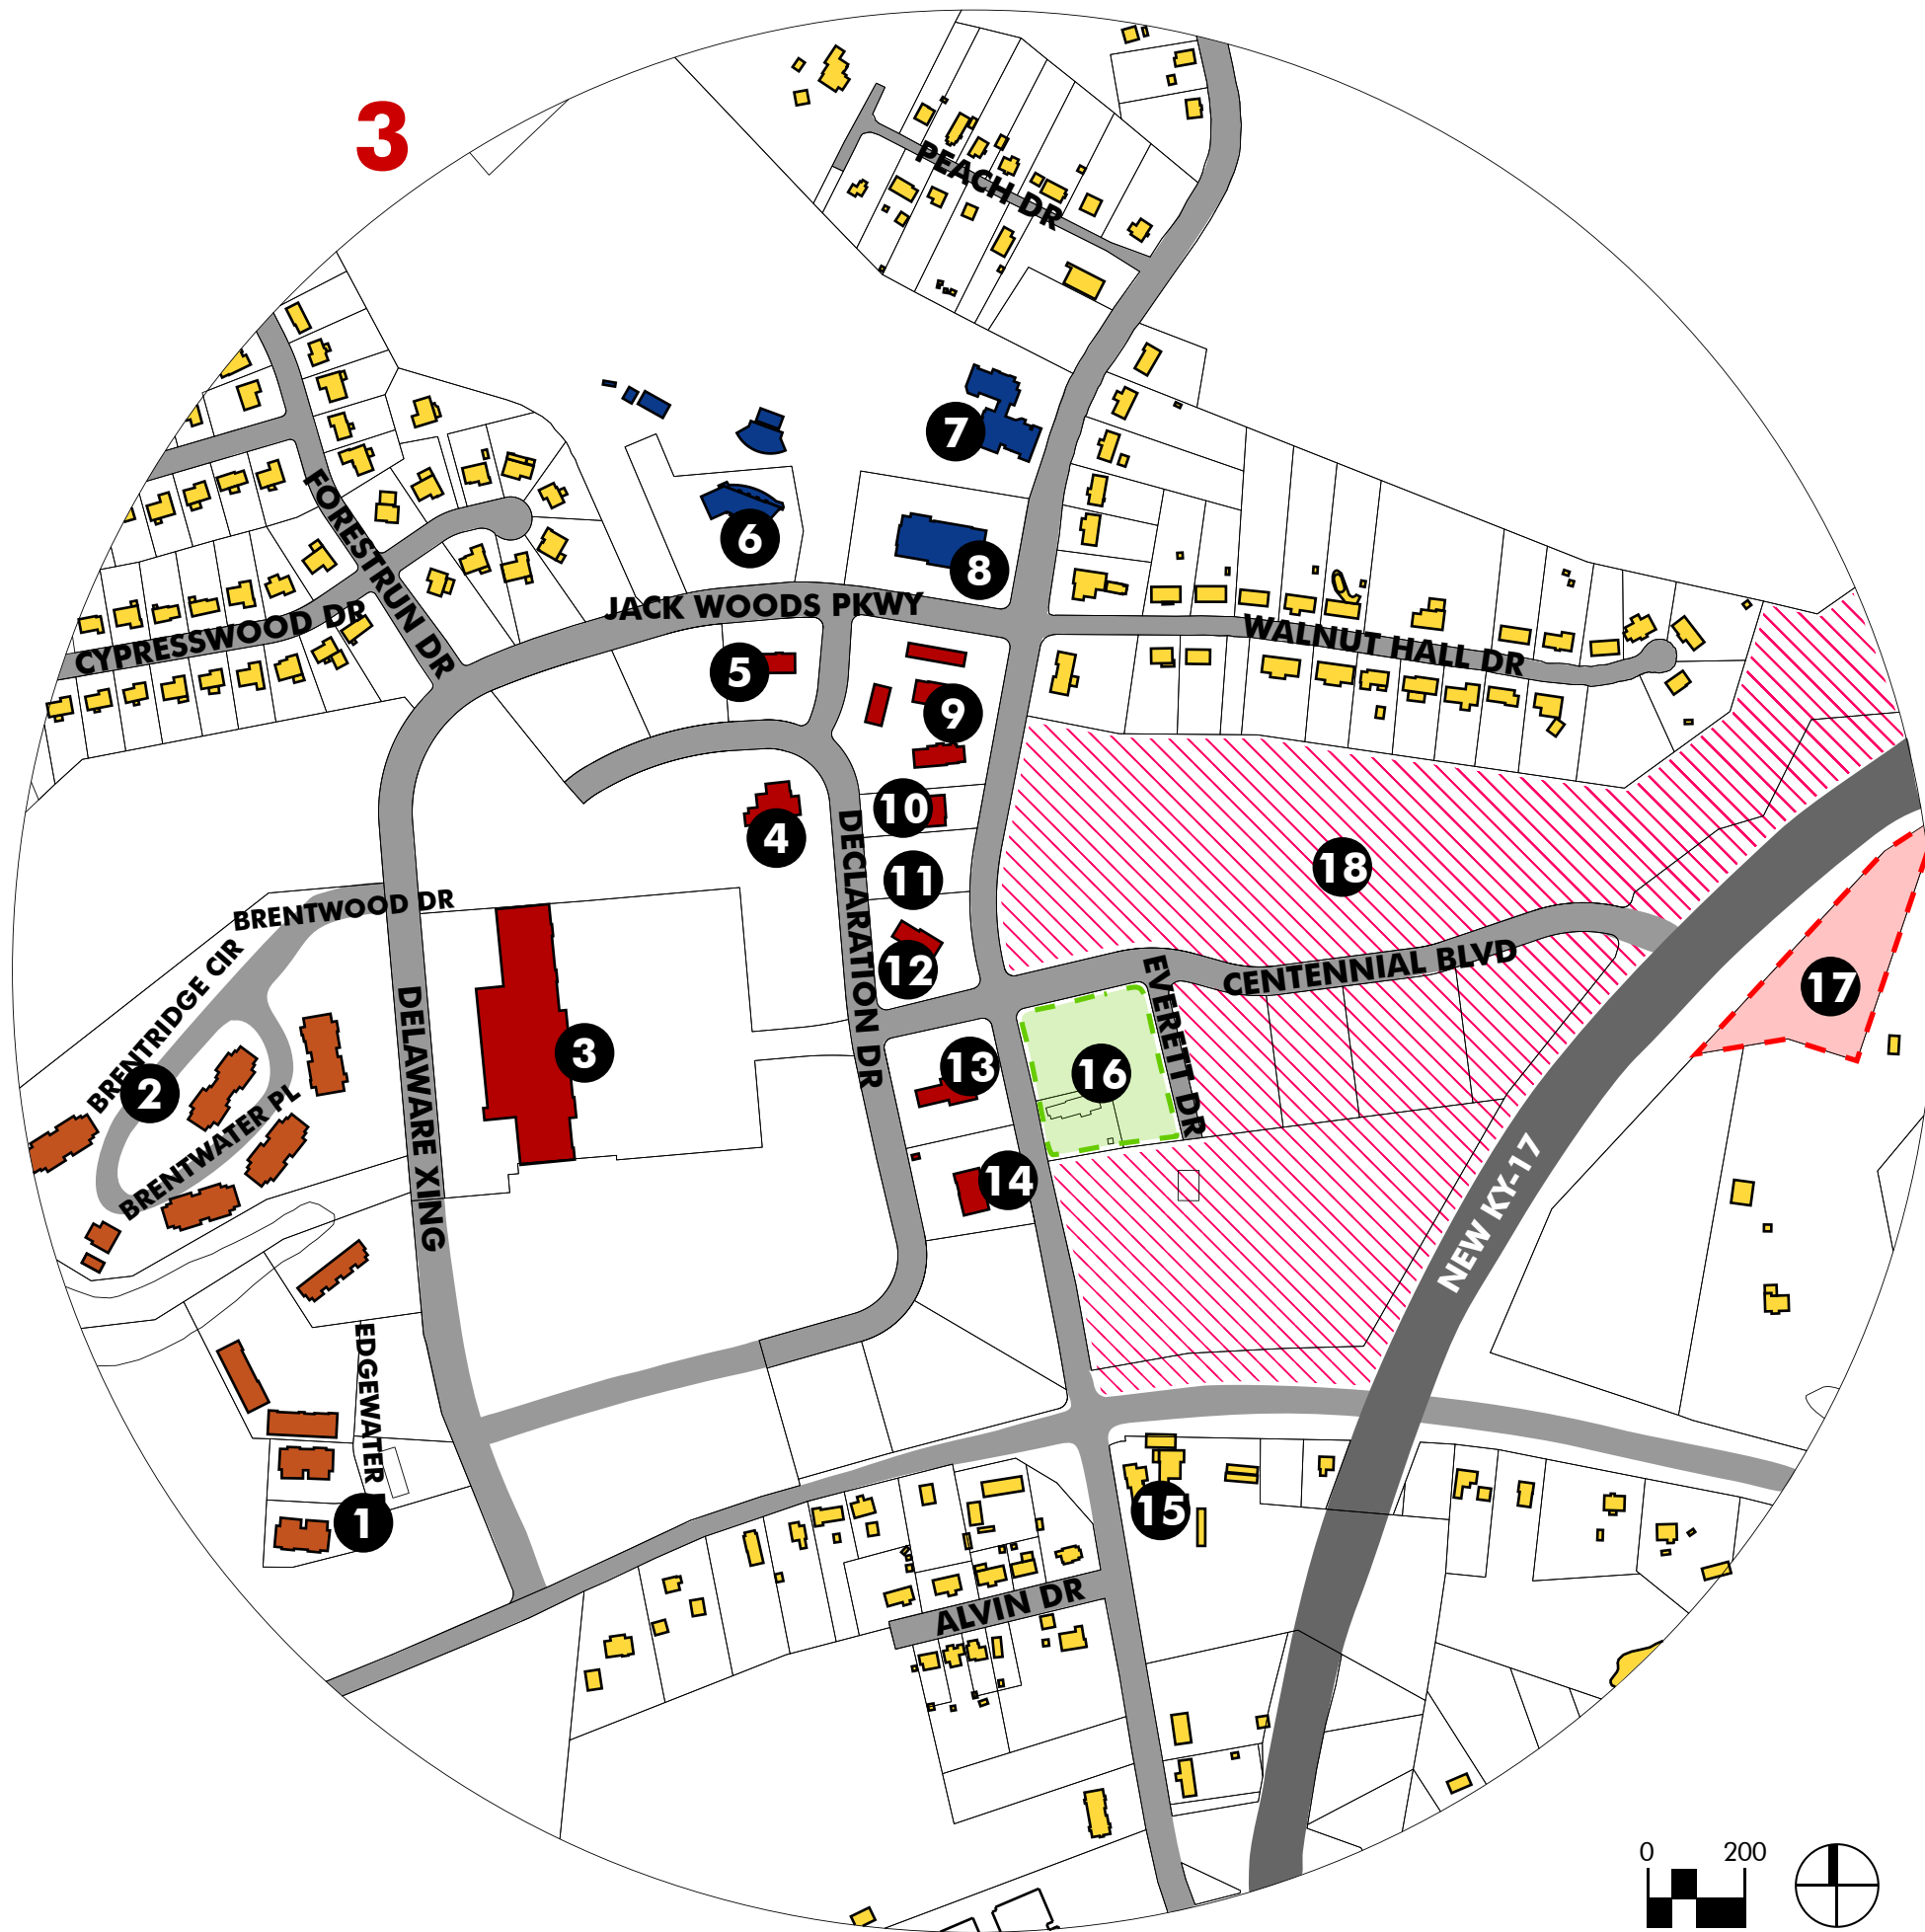 3
PEACH DR
7
FORESTRUN DR
6
8
JACK WOODS PKWY
CYPRESSWOOD DR
WALNUT HALL DR
5
9
10
4
DECLARATION DR
11
18
BRENTWOOD DR
12
CENTENNIAL BLVD
EVERETT DR
BRENTRIDGE CIR
DELAWARE XING
17
3
13
16
2
BRENTWATER PL
14
NEW KY-17
EDGEWATER
1
15
ALVIN DR
0 200